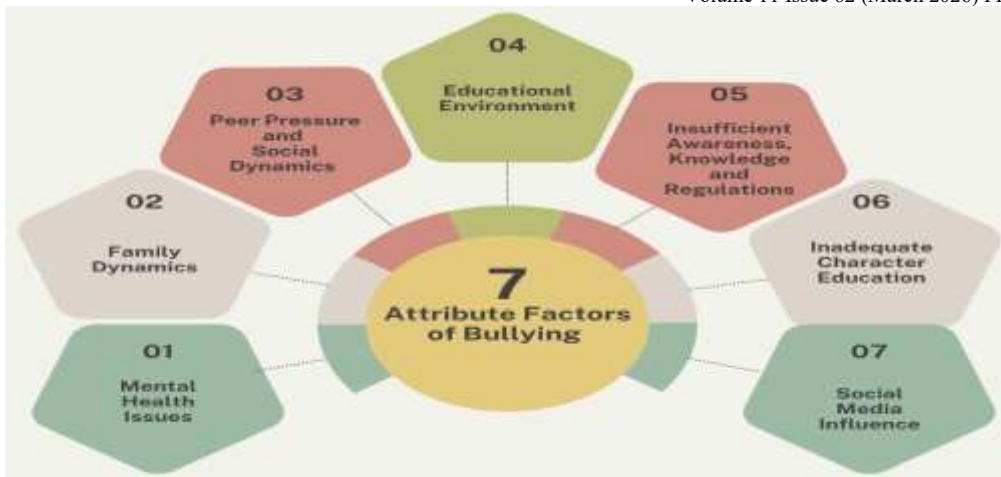 04
Educational
Environment
03
Peer Pressure
and
Social
Dynamics
05
Insufficient
Awareness,
Knowledge
and
Regulations
02
Family
Dynamics
06
Inadequate
Character
Education
7
Attribute Factors
of Bullying
01
Mental
Health
Issues
07
Social
Media
Influence